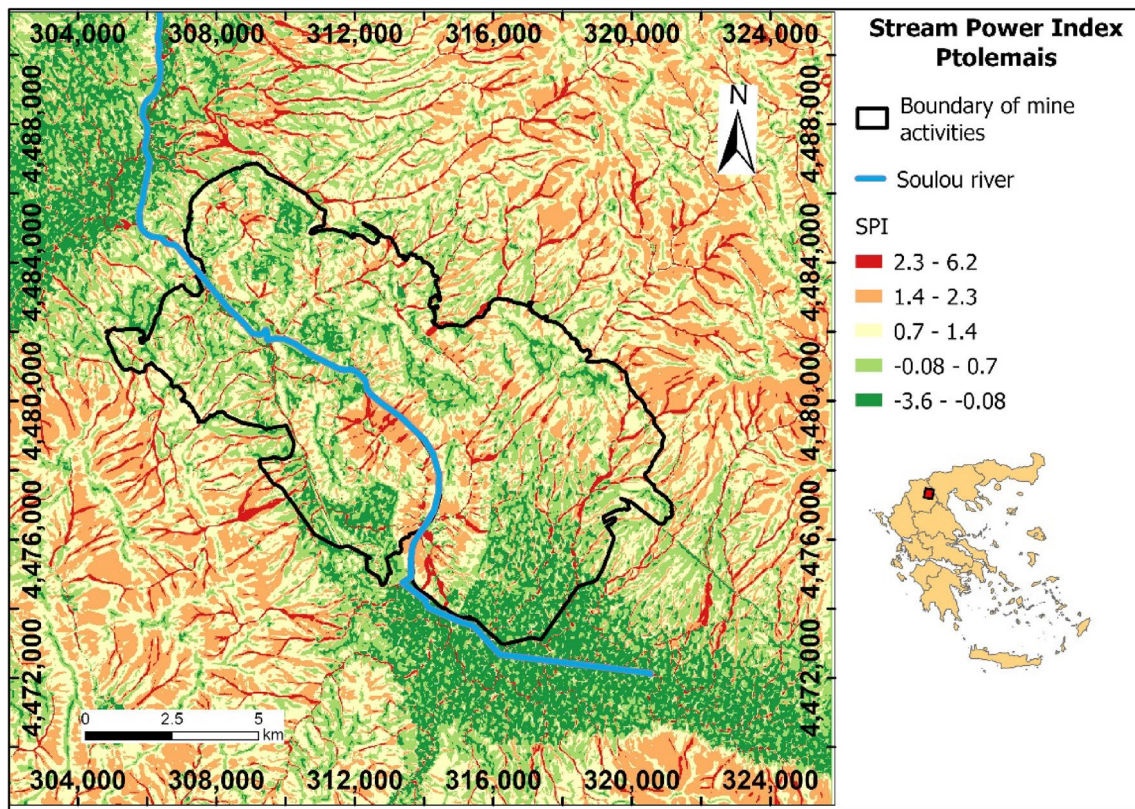 304,000 308,000 312,000 316,000 320,000 324,000
4,488,000
4,484,000
4,480,000
4,476,000
4,472,000
4,488,000
4,484,000
4,480,000
4,476,000
4,472,000
N
0 2.5 5
km
304,000 308,000 312,000 316,000 320,000 324,000
Stream Power Index
Ptolemais
Boundary of mine
activities
Soulou river
SPI
2.3 - 6.2
1.4 - 2.3
0.7 - 1.4
-0.08 - 0.7
-3.6 - -0.08